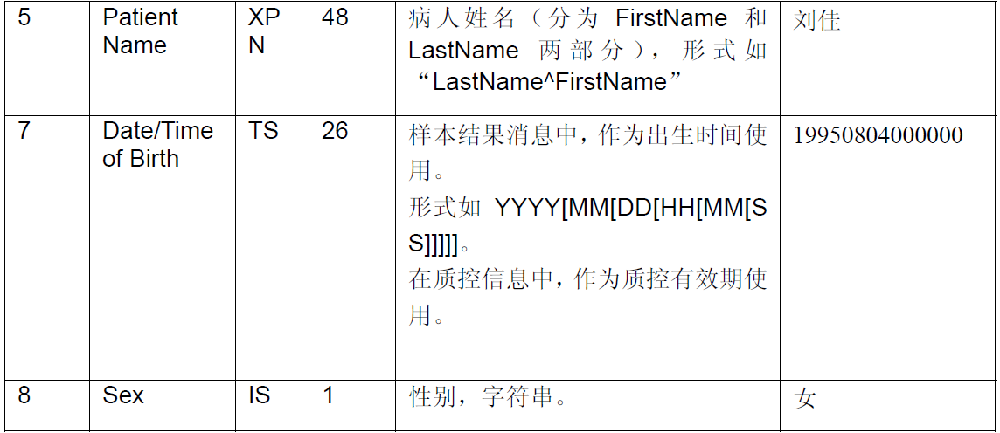 5 Patient Name XPN 48 病人姓名（分为 FirstName 和 LastName 两部分），形式如 “LastName^FirstName” 刘佳
7 Date/Time of Birth TS 26 样本结果消息中，作为出生时间使用。 形式如 YYYY[MM[DD[HH[MM[SS]]]]]。 在质控信息中，作为质控有效期使用。 19950804000000
8 Sex IS 1 性别，字符串。 女